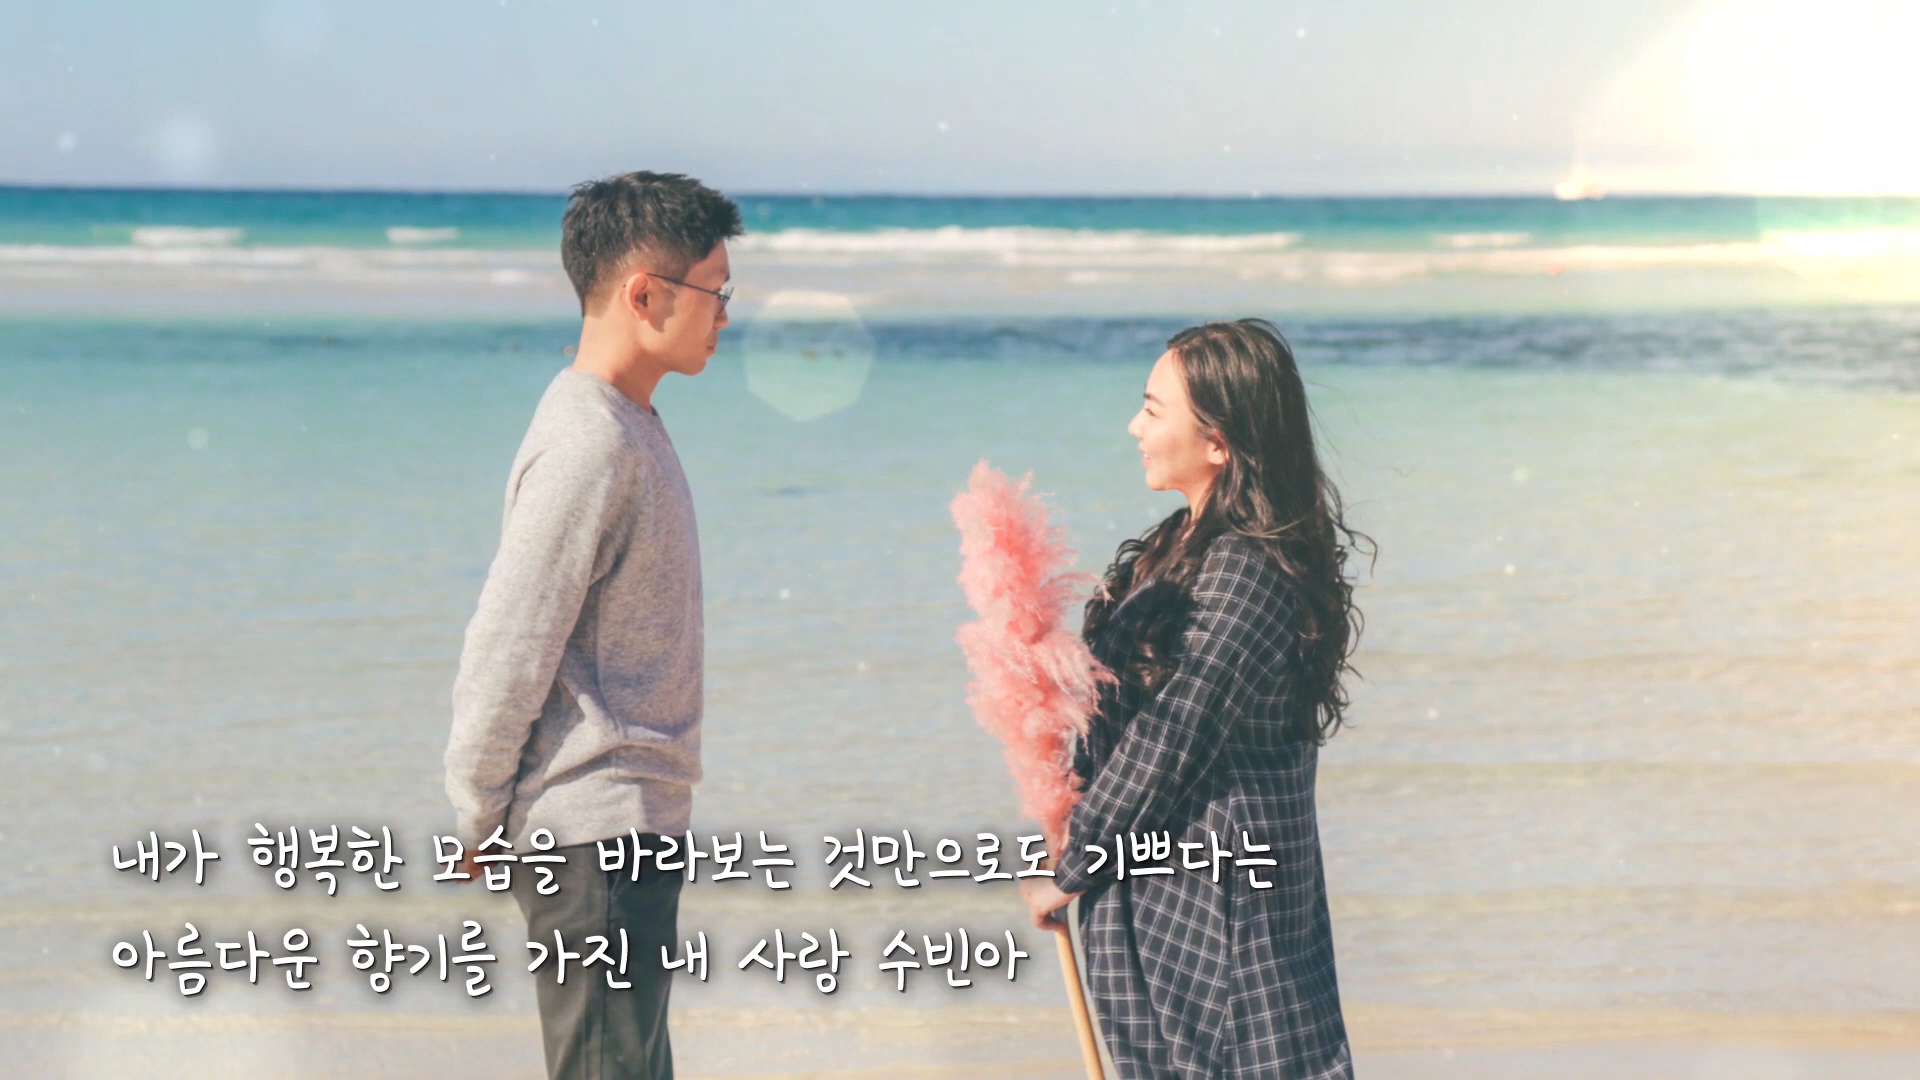 내가 행복한 모습을 바라보는 것만으로도 기쁘다는
아름다운 향기를 가진 내 사랑 수빈아